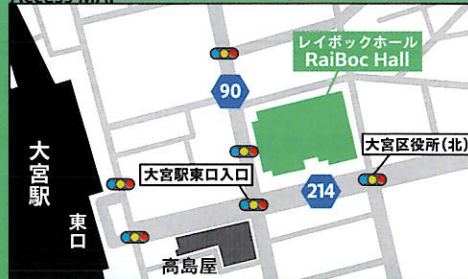 レイボックホール
RaiBoc Hall
90
大宮区役所(北)
大宮駅
大宮駅東口入口
214
東口
高島屋